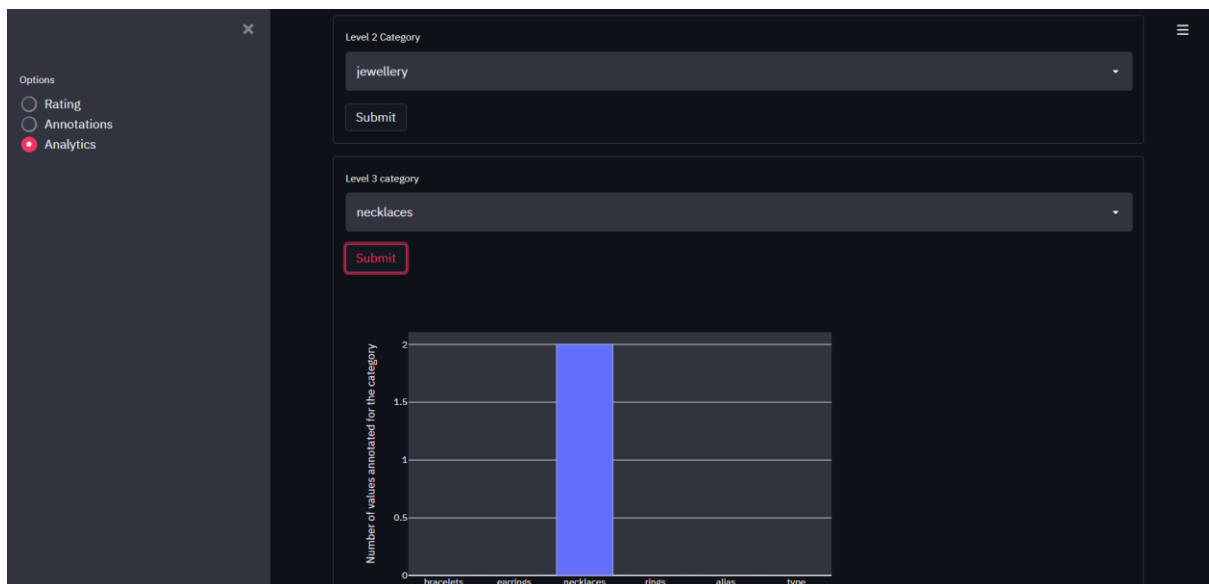 Options
Rating
Annotations
Analytics
Level 2 Category
jewellery
Submit
Level 3 category
necklaces
Submit
Number of values annotated for the category
2
1.5
1
0.5
0
bracelets earrings necklaces rings alias type